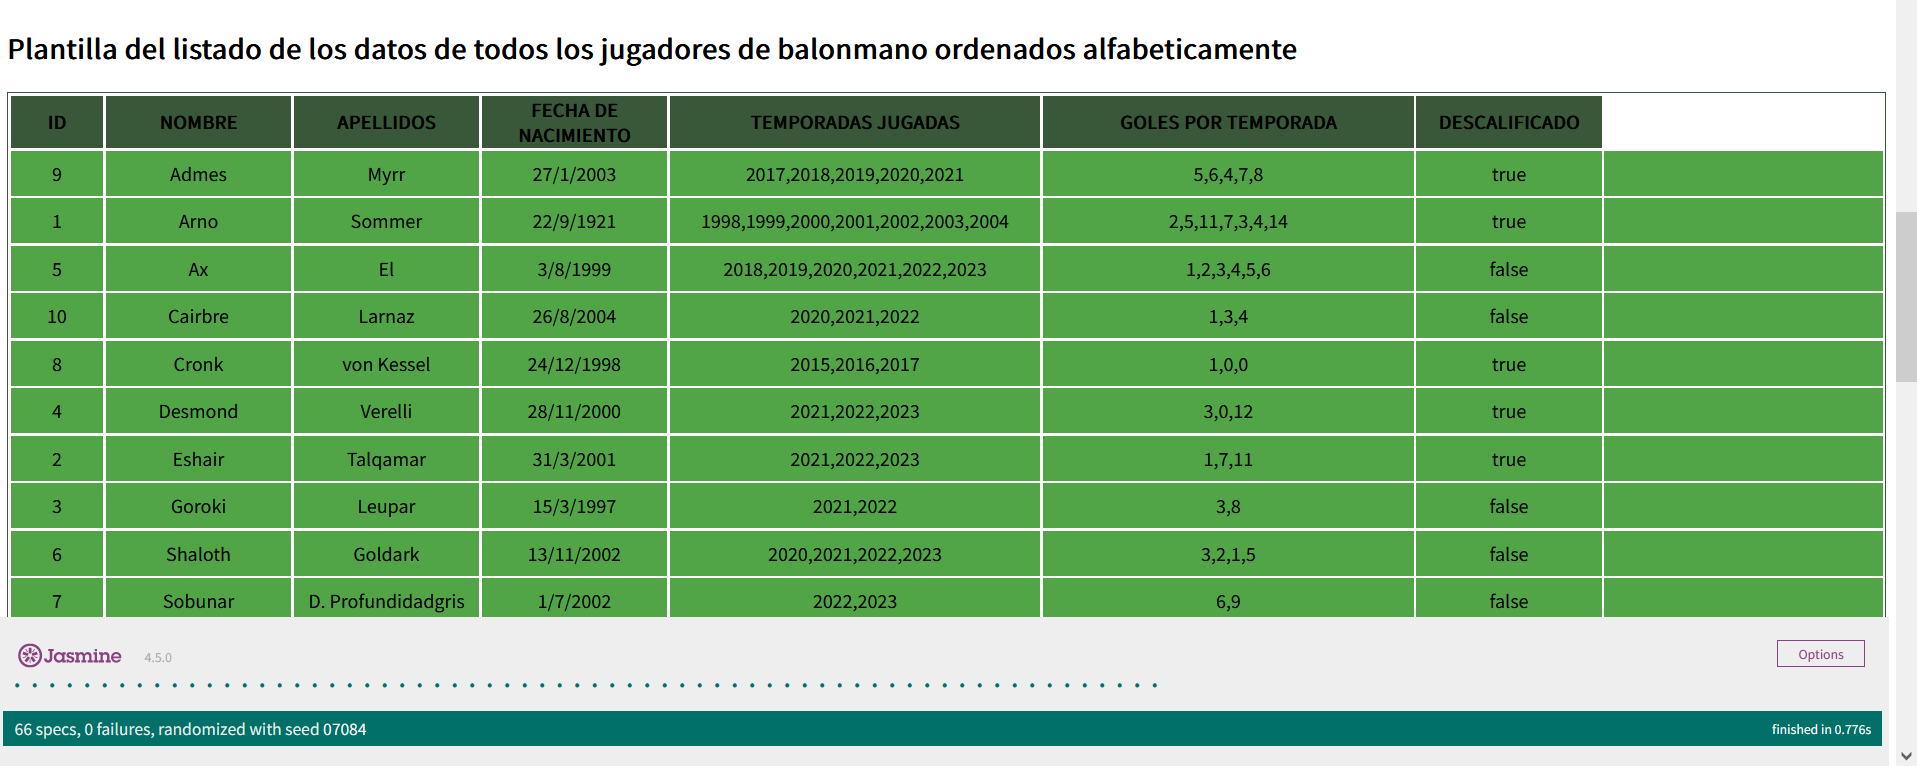 Plantilla del listado de los datos de todos los jugadores de balonmano ordenados alfabeticamente
ID NOMBRE APELLIDOS FECHA DE NACIMIENTO TEMPORADAS JUGADAS GOLES POR TEMPORADA DESCALIFICADO
9 Admes Myrr 27/1/2003 2017,2018,2019,2020,2021 5,6,4,7,8 true
1 Arno Sommer 22/9/1921 1998,1999,2000,2001,2002,2003,2004 2,5,11,7,3,4,14 true
5 Ax El 3/8/1999 2018,2019,2020,2021,2022,2023 1,2,3,4,5,6 false
10 Cairbre Larnaz 26/8/2004 2020,2021,2022 1,3,4 false
8 Cronk von Kessel 24/12/1998 2015,2016,2017 1,0,0 true
4 Desmond Verelli 28/11/2000 2021,2022,2023 3,0,12 true
2 Eshair Talqamar 31/3/2001 2021,2022,2023 1,7,11 true
3 Goroki Leupar 15/3/1997 2021,2022 3,8 false
6 Shaloth Goldark 13/11/2002 2020,2021,2022,2023 3,2,1,5 false
7 Sobunar D. Profundidadgris 1/7/2002 2022,2023 6,9 false
Jasmine 4.5.0 Options
66 specs, 0 failures, randomized with seed 07084 finished in 0.776s